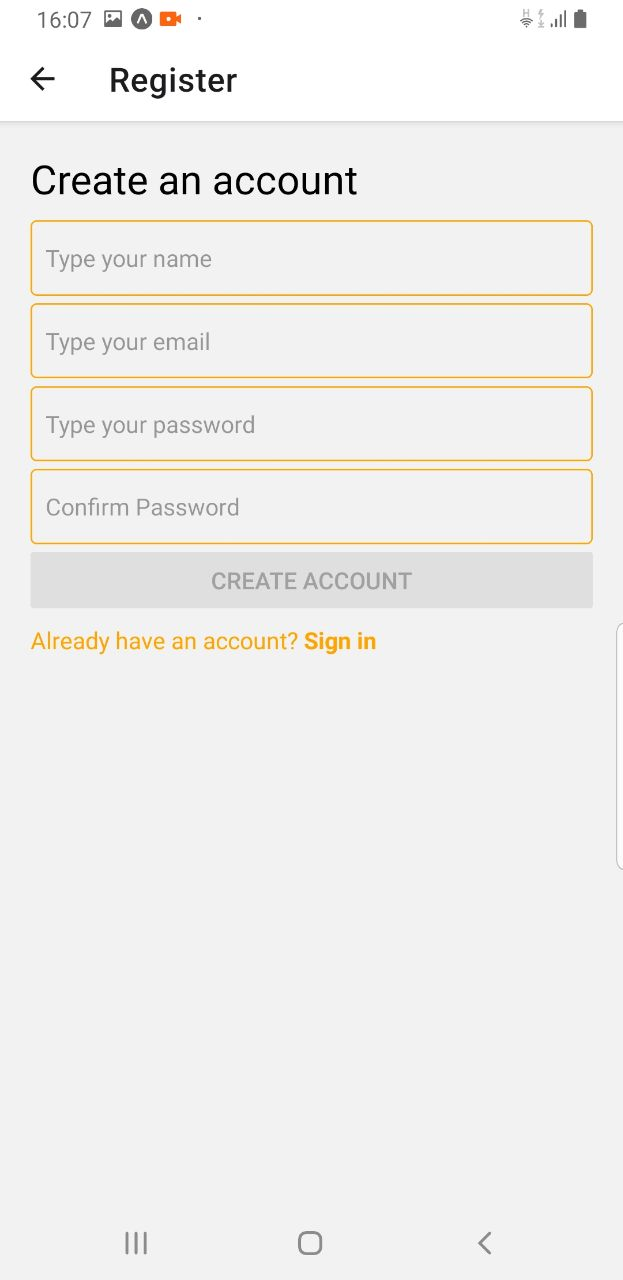 16:07
Register
Create an account
Type your name
Type your email
Type your password
Confirm Password
CREATE ACCOUNT
Already have an account? Sign in